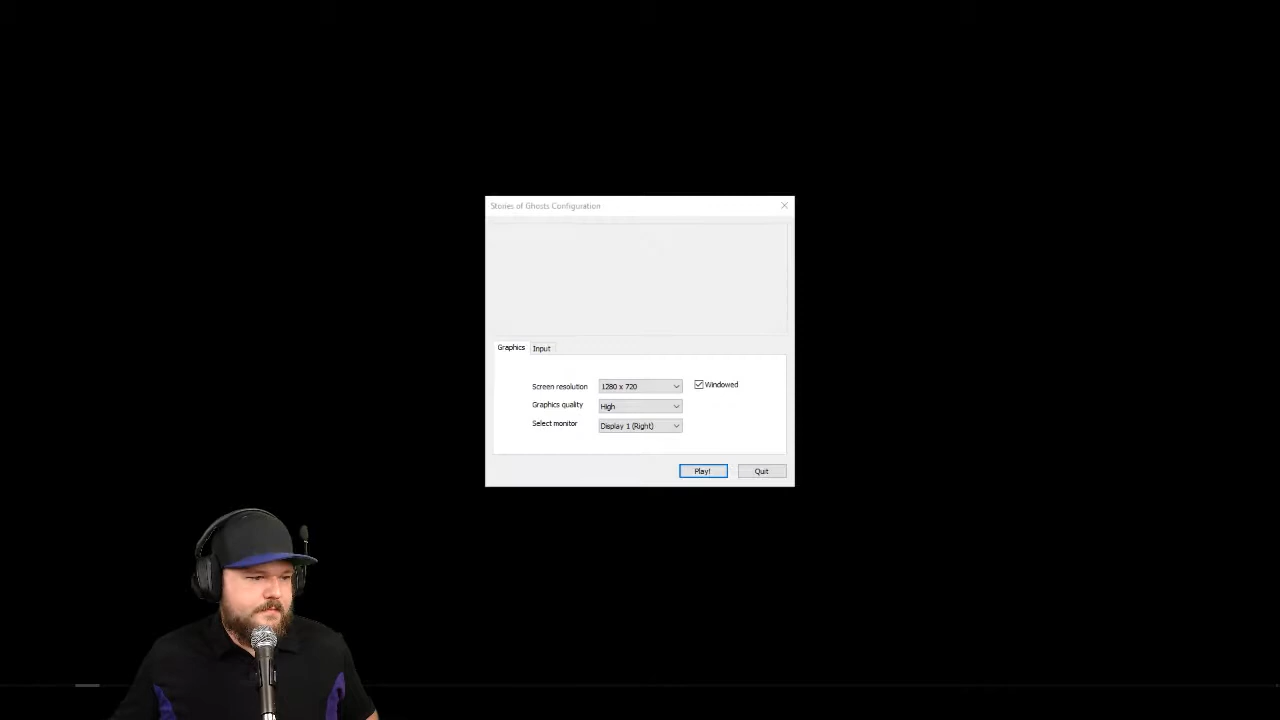 Stories of Ghosts Configuration
Graphics
Input
Screen resolution
1280 x 720
Windowed
Graphics quality
High
Select monitor
Display 1 (Right)
Play!
Quit